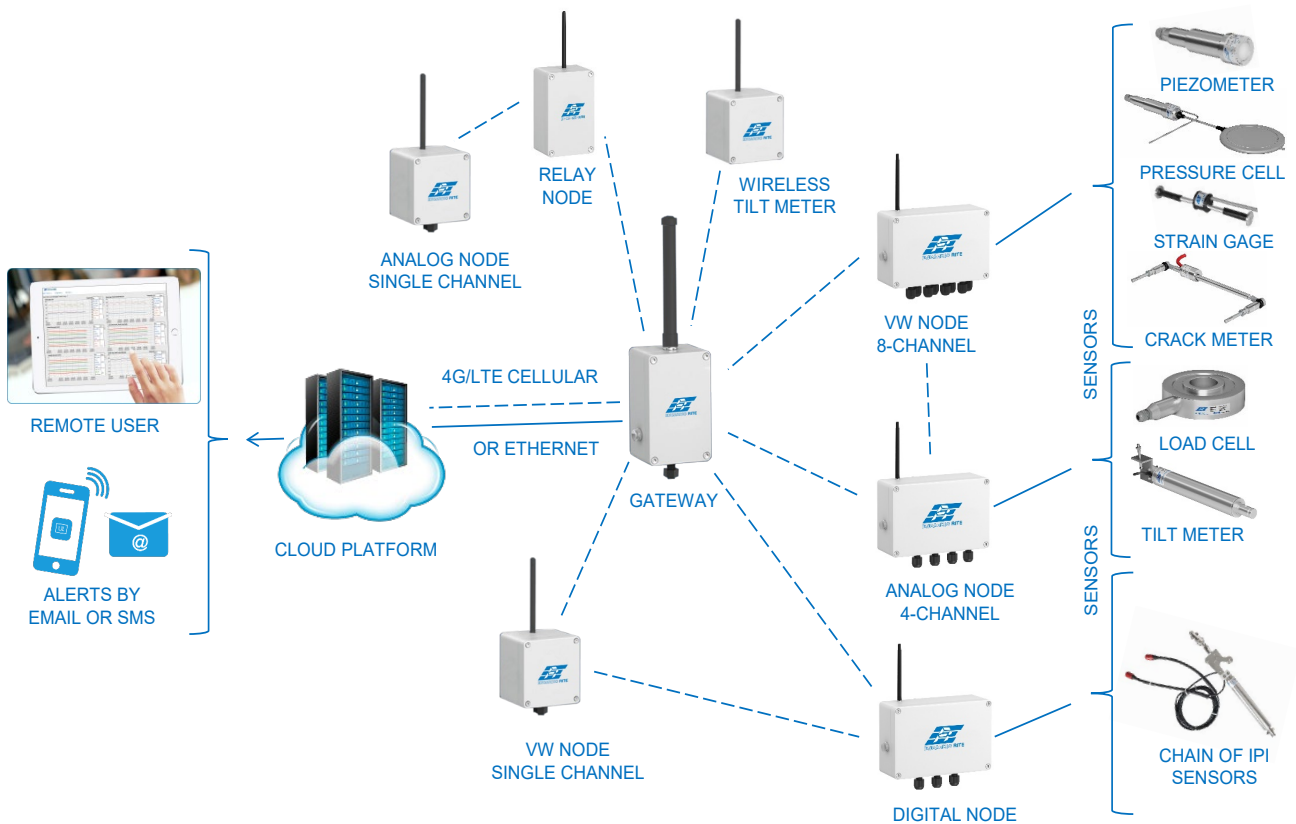 PIEZOMETER
PRESSURE CELL
STRAIN GAGE
CRACK METER
SENSORS
LOAD CELL
TILT METER
SENSORS
CHAIN OF IPI
SENSORS
RELAY
NODE
WIRELESS
TILT METER
ANALOG NODE
SINGLE CHANNEL
VW NODE
8-CHANNEL
4G/LTE CELLULAR
OR ETHERNET
GATEWAY
REMOTE USER
CLOUD PLATFORM
@
ALERTS BY
EMAIL OR SMS
ANALOG NODE
4-CHANNEL
VW NODE
SINGLE CHANNEL
DIGITAL NODE